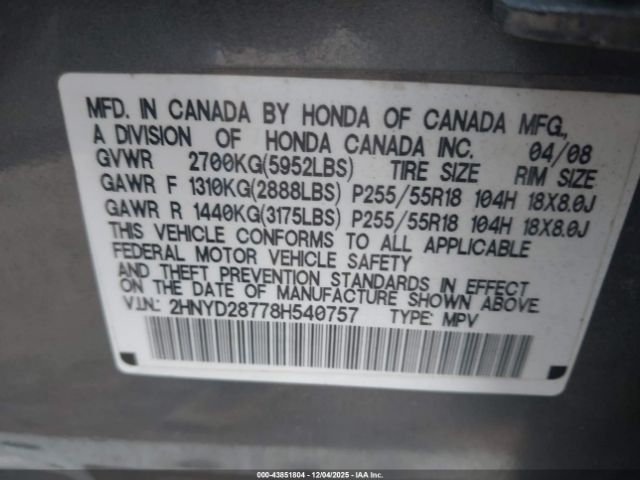 MFD. IN CANADA BY HONDA OF CANADA MFG.,
A DIVISION OF HONDA CANADA INC. 04/08
GVWR 2700KG(5952LBS) TIRE SIZE RIM SIZE
GAWR F 1310KG(2888LBS) P255/55R18 104H 18X8.0J
GAWR R 1440KG(3175LBS) P255/55R18 104H 18X8.0J
THIS VEHICLE CONFORMS TO ALL APPLICABLE
FEDERAL MOTOR VEHICLE SAFETY
AND THEFT PREVENTION STANDARDS IN EFFECT
ON THE DATE OF MANUFACTURE SHOWN ABOVE.
V.I.N.: 2HNYD28778H540757 TYPE: MPV
000-43851804 - 12/04/2025 - IAA Inc.